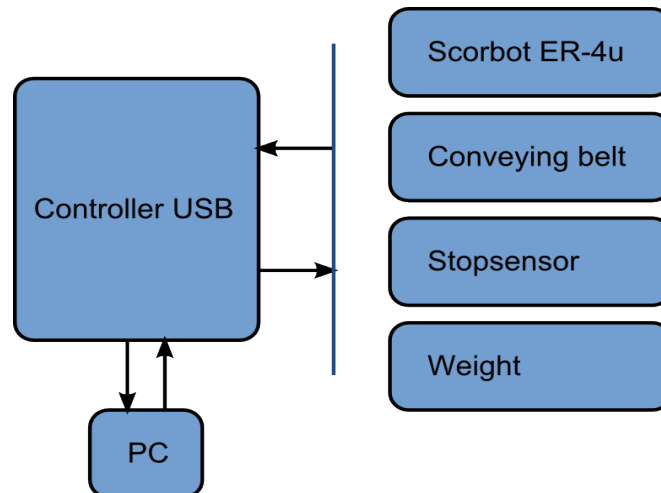 Scorbot ER-4u
Conveying belt
Controller USB
Stopsensor
Weight
PC